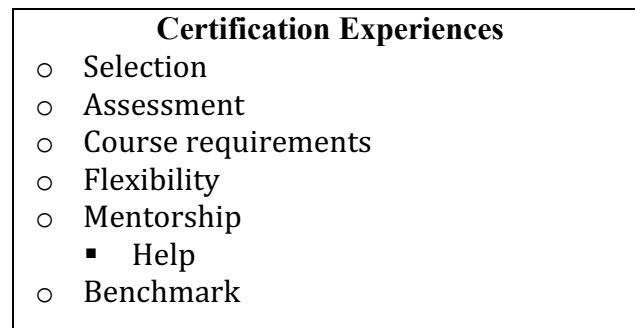 Certification Experiences
o Selection
o Assessment
o Course requirements
o Flexibility
o Mentorship
▪ Help
o Benchmark